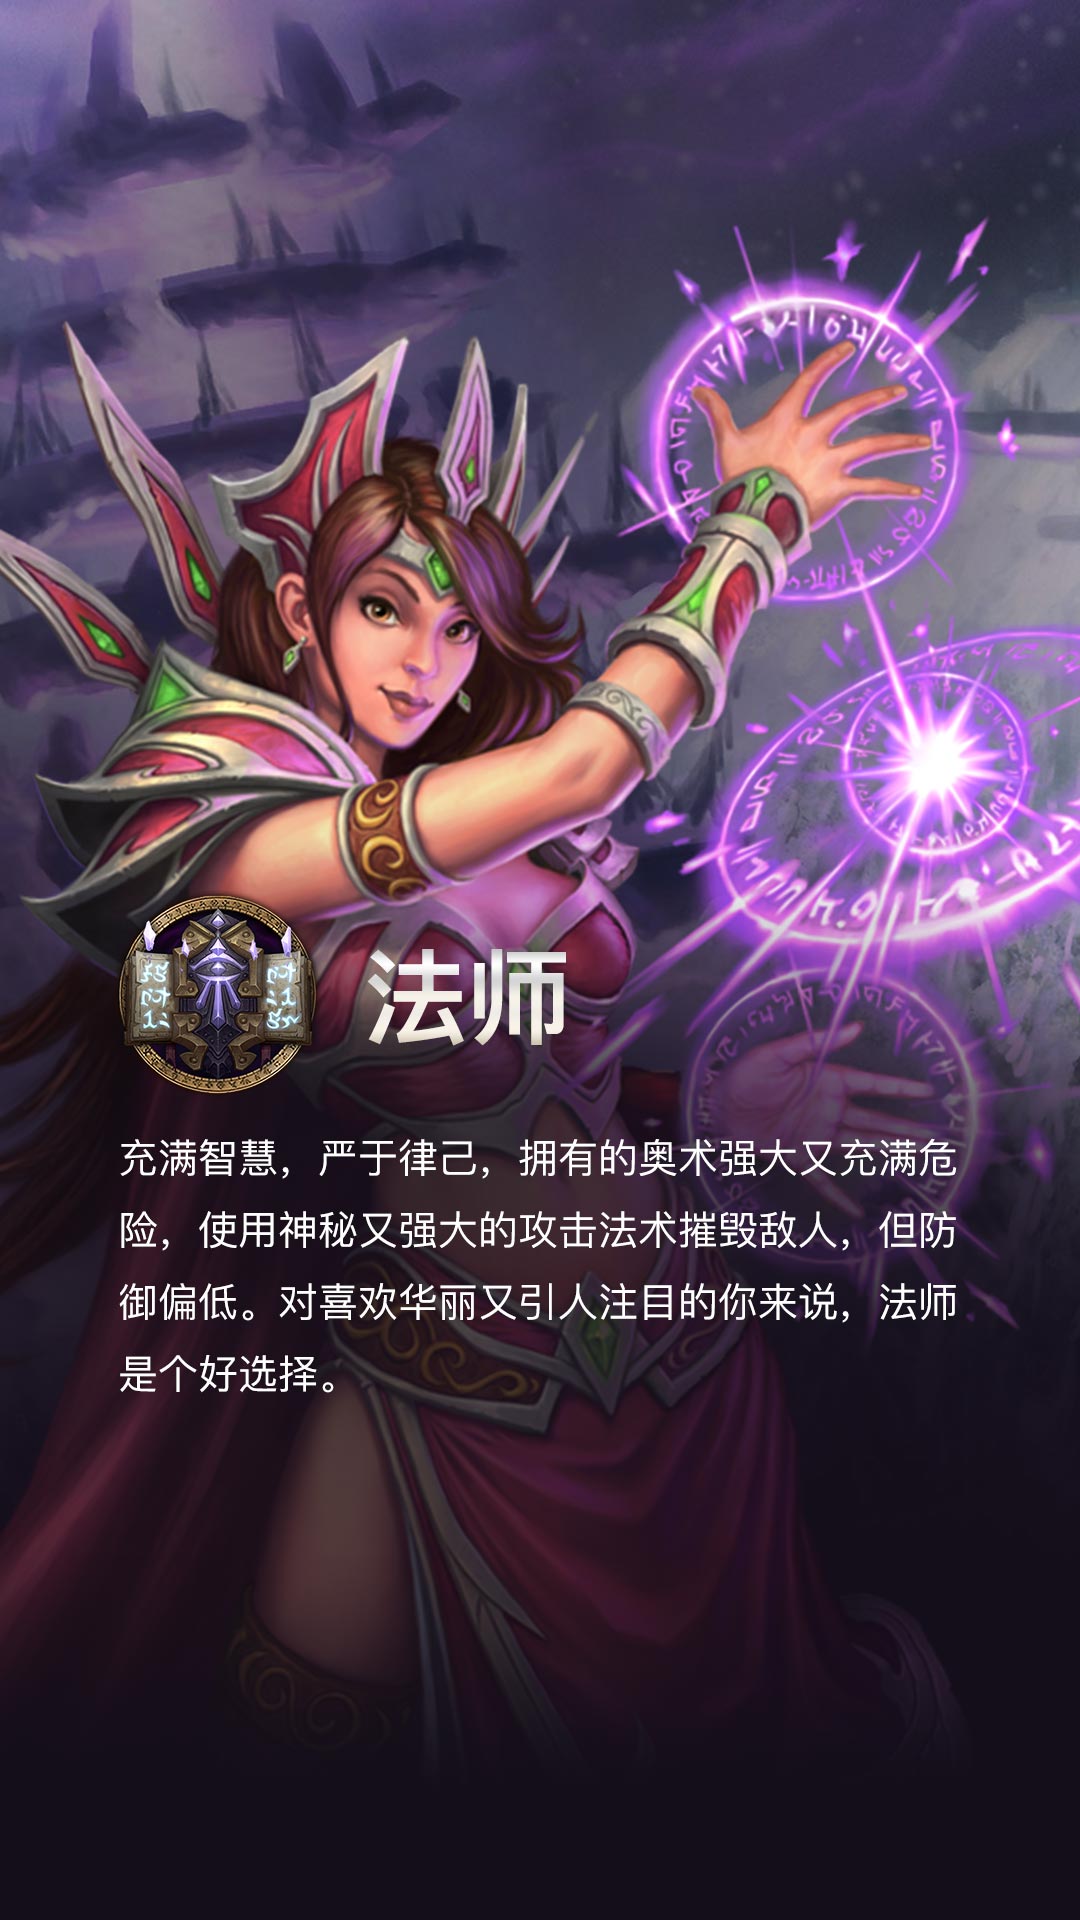 法师
充满智慧，严于律己，拥有的奥术强大又充满危
险，使用神秘又强大的攻击法术摧毁敌人，但防
御偏低。对喜欢华丽又引人注目的你来说，法师
是个好选择。